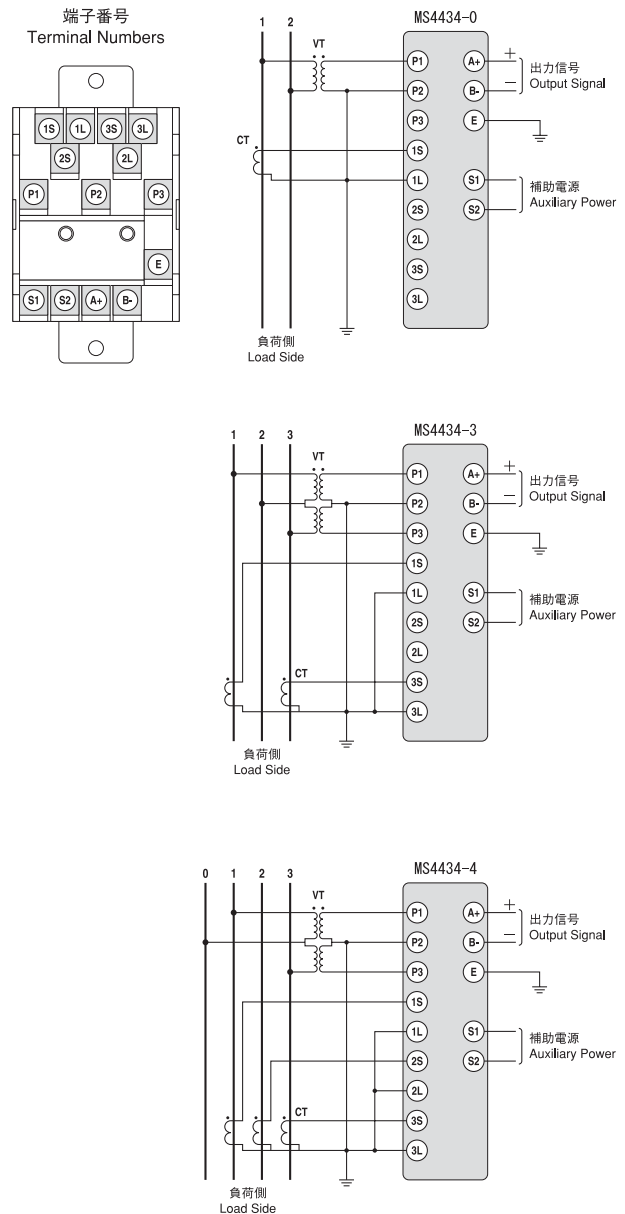 端子番号
Terminal Numbers
1S 1L 3S 3L
2S 2L
P1 P2 P3
E
S1 S2 A+ B-
1 2
MS4434-0
VT
P1 A+ +
出力信号
P2 B- − Output Signal
P3 E
CT
1S
1L S1
補助電源
2S S2 Auxiliary Power
2L
3S
3L
負荷側
Load Side
1 2 3
MS4434-3
VT
P1 A+ +
出力信号
P2 B- − Output Signal
P3 E
1S
1L S1
補助電源
2S S2 Auxiliary Power
2L
CT
3S
3L
負荷側
Load Side
0 1 2 3
MS4434-4
VT
P1 A+ +
出力信号
P2 B- − Output Signal
P3 E
1S
1L S1
補助電源
2S S2 Auxiliary Power
2L
CT
3S
3L
負荷側
Load Side